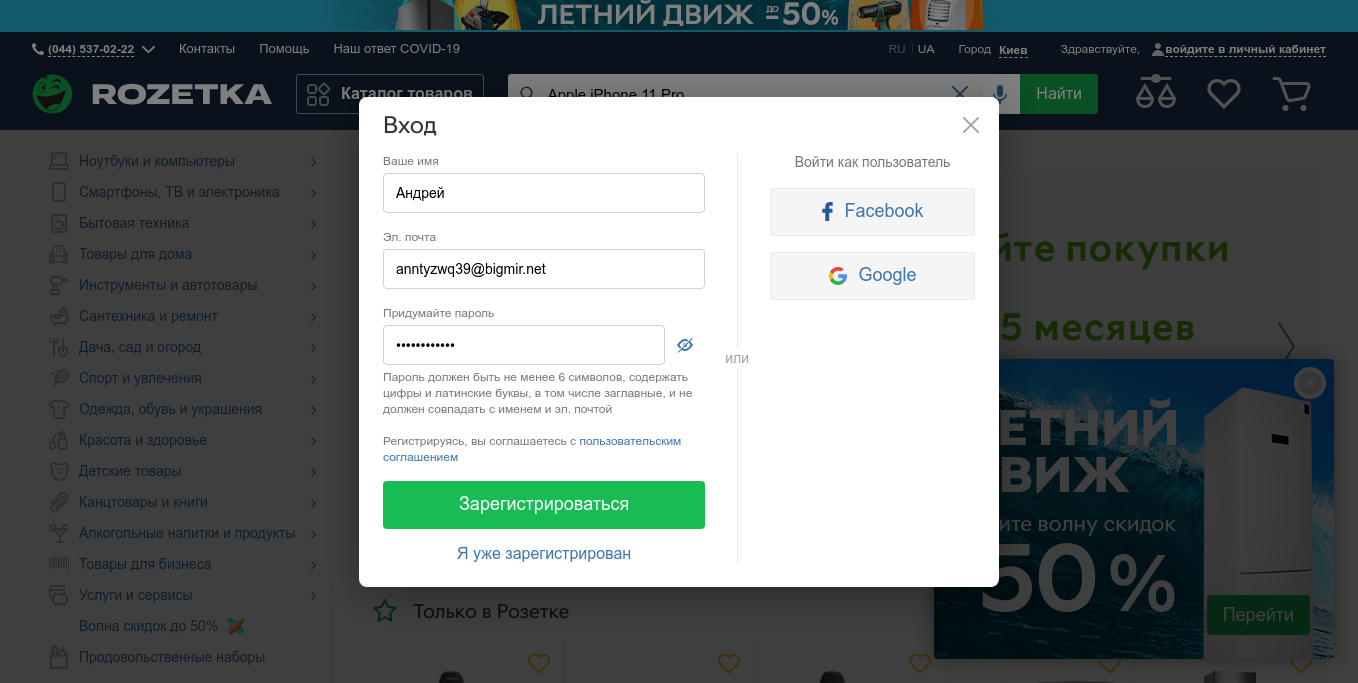 ЛЕТНИЙ ДВИЖ ДО -50%
(044) 537-02-22
Контакты
Помощь
Наш ответ COVID-19
RU
UA
Город
Киев
Здравствуйте,
войдите в личный кабинет
ROZETKA
Каталог товаров
Apple iPhone 11 Pro
Найти
Ноутбуки и компьютеры
Смартфоны, ТВ и электроника
Бытовая техника
Товары для дома
Инструменты и автотовары
Сантехника и ремонт
Дача, сад и огород
Спорт и увлечения
Одежда, обувь и украшения
Красота и здоровье
Детские товары
Канцтовары и книги
Алкогольные напитки и продукты
Товары для бизнеса
Услуги и сервисы
Волна скидок до 50%
Продовольственные наборы
Вход
Ваше имя
Андрей
Эл. почта
anntyzwq39@bigmir.net
Придумайте пароль
••••••••••••
Пароль должен быть не менее 6 символов, содержать
цифры и латинские буквы, в том числе заглавные, и не
должен совпадать с именем и эл. почтой
Регистрируясь, вы соглашаетесь с пользовательским
соглашением
Зарегистрироваться
Я уже зарегистрирован
или
Войти как пользователь
Facebook
Google
йте покупки
5 месяцев
ЕТНИЙ
ВИЖ
ите волну скидок
50%
Перейти
Только в Розетке